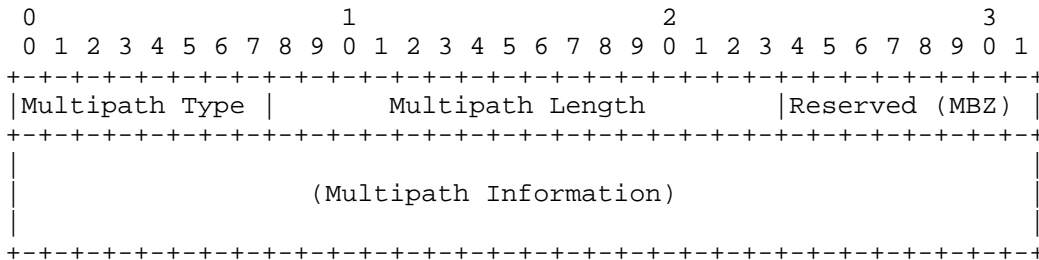 0                   1                   2                   3
 0 1 2 3 4 5 6 7 8 9 0 1 2 3 4 5 6 7 8 9 0 1 2 3 4 5 6 7 8 9 0 1
+-+-+-+-+-+-+-+-+-+-+-+-+-+-+-+-+-+-+-+-+-+-+-+-+-+-+-+-+-+-+-+-+
|Multipath Type |       Multipath Length        |Reserved (MBZ) |
+-+-+-+-+-+-+-+-+-+-+-+-+-+-+-+-+-+-+-+-+-+-+-+-+-+-+-+-+-+-+-+-+
|                                                               |
|                  (Multipath Information)                      |
|                                                               |
+-+-+-+-+-+-+-+-+-+-+-+-+-+-+-+-+-+-+-+-+-+-+-+-+-+-+-+-+-+-+-+-+